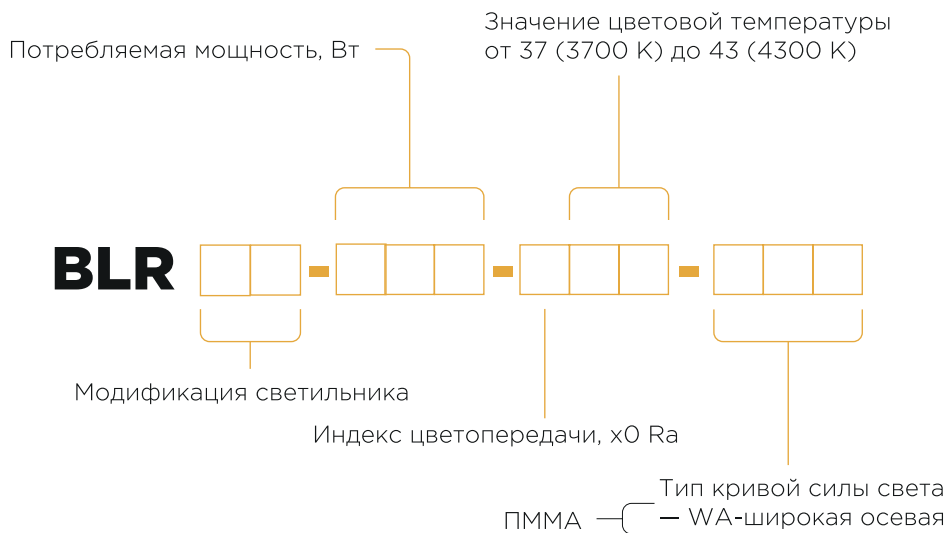 Значение цветовой температуры
от 37 (3700 K) до 43 (4300 K)
Потребляемая мощность, Вт
BLR
Модификация светильника
Индекс цветопередачи, x0 Ra
Тип кривой силы света
ПММА — WA-широкая осевая